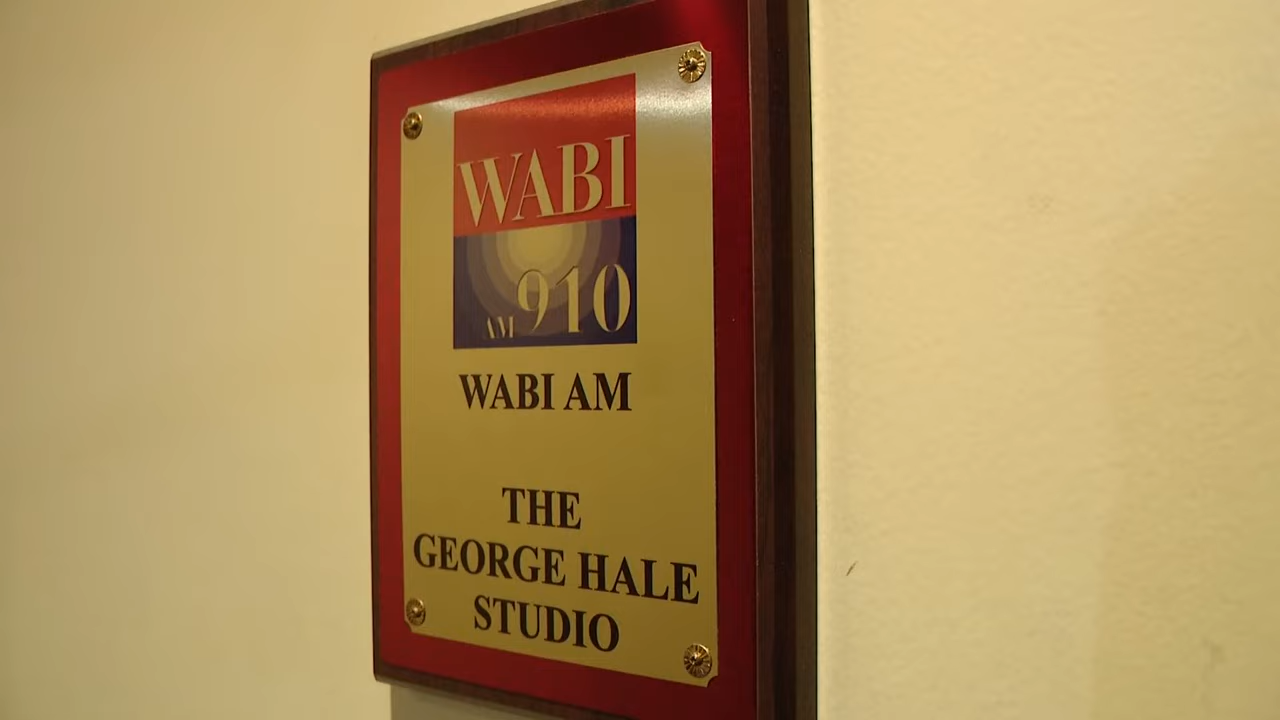 WABI
AM 910
WABI AM
THE
GEORGE HALE
STUDIO